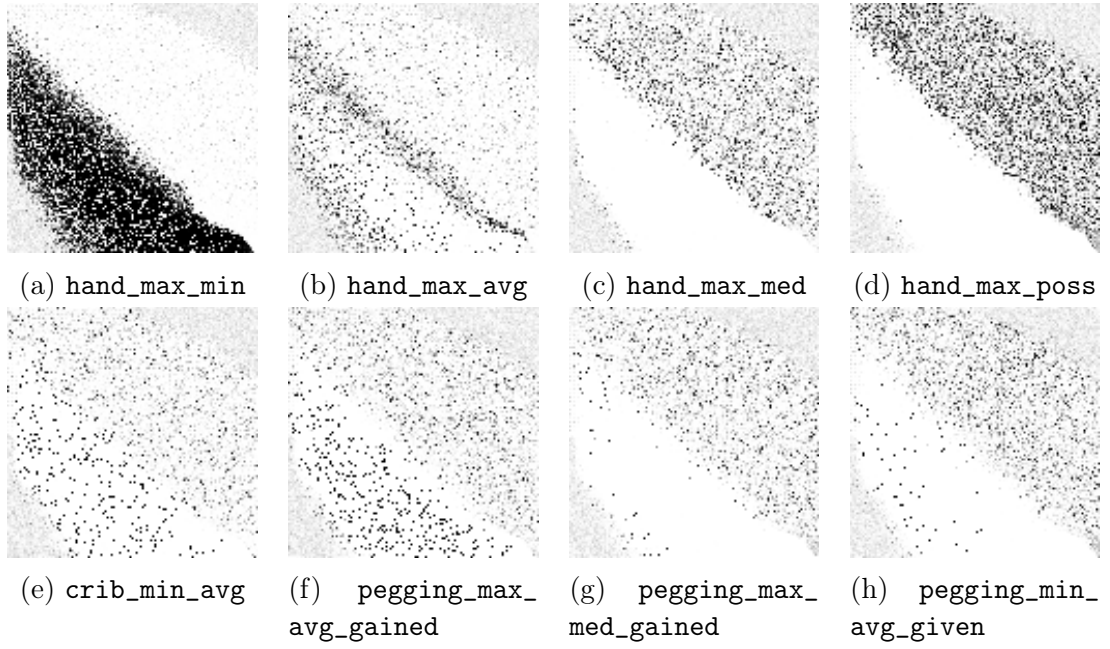 (a) hand_max_min
(b) hand_max_avg
(c) hand_max_med
(d) hand_max_poss
(e) crib_min_avg
(f) pegging_max_
avg_gained
(g) pegging_max_
med_gained
(h) pegging_min_
avg_given